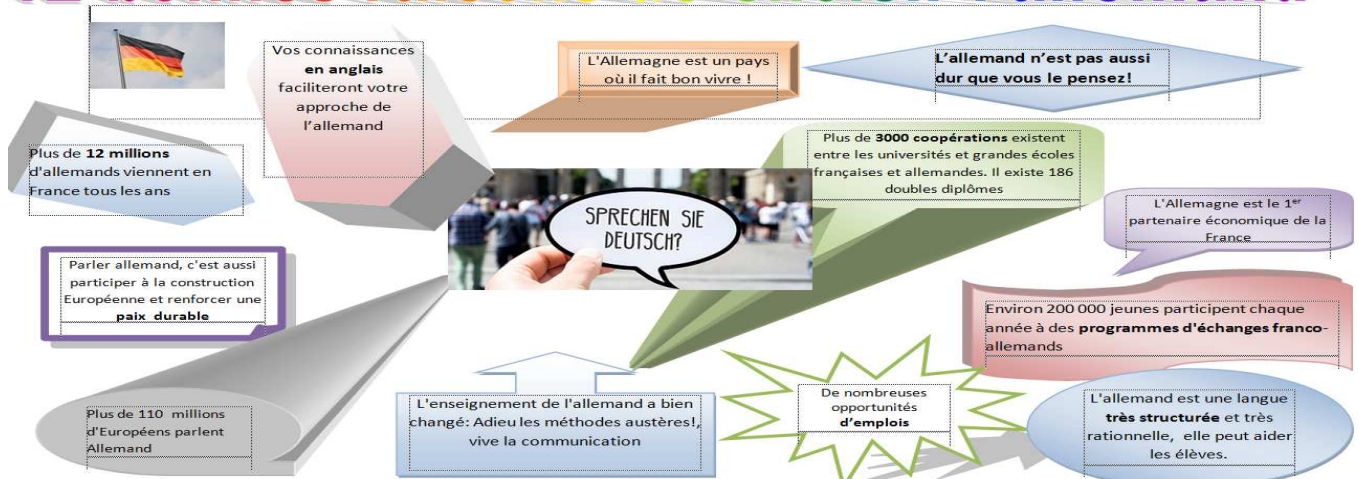 12 bonnes raisons de choisir l'allemand
Vos connaissances
en anglais
faciliteront votre
approche de
l'allemand
L'Allemagne est un pays
où il fait bon vivre !
L'allemand n'est pas aussi
dur que vous le pensez!
Plus de 12 millions
d'allemands viennent en
France tous les ans
Plus de 3000 coopérations existent
entre les universités et grandes écoles
françaises et allemandes. Il existe 186
doubles diplômes
SPRECHEN SIE
DEUTSCH?
L'Allemagne est le 1er
partenaire économique de la
France
Parler allemand, c'est aussi
participer à la construction
Européenne et renforcer une
paix durable
Environ 200 000 jeunes participent chaque
année à des programmes d'échanges franco-
allemands
Plus de 110 millions
d'Européens parlent
Allemand
L'enseignement de l'allemand a bien
changé: Adieu les méthodes austères!,
vive la communication
De nombreuses
opportunités
d'emplois
L'allemand est une langue
très structurée et très
rationnelle, elle peut aider
les élèves.